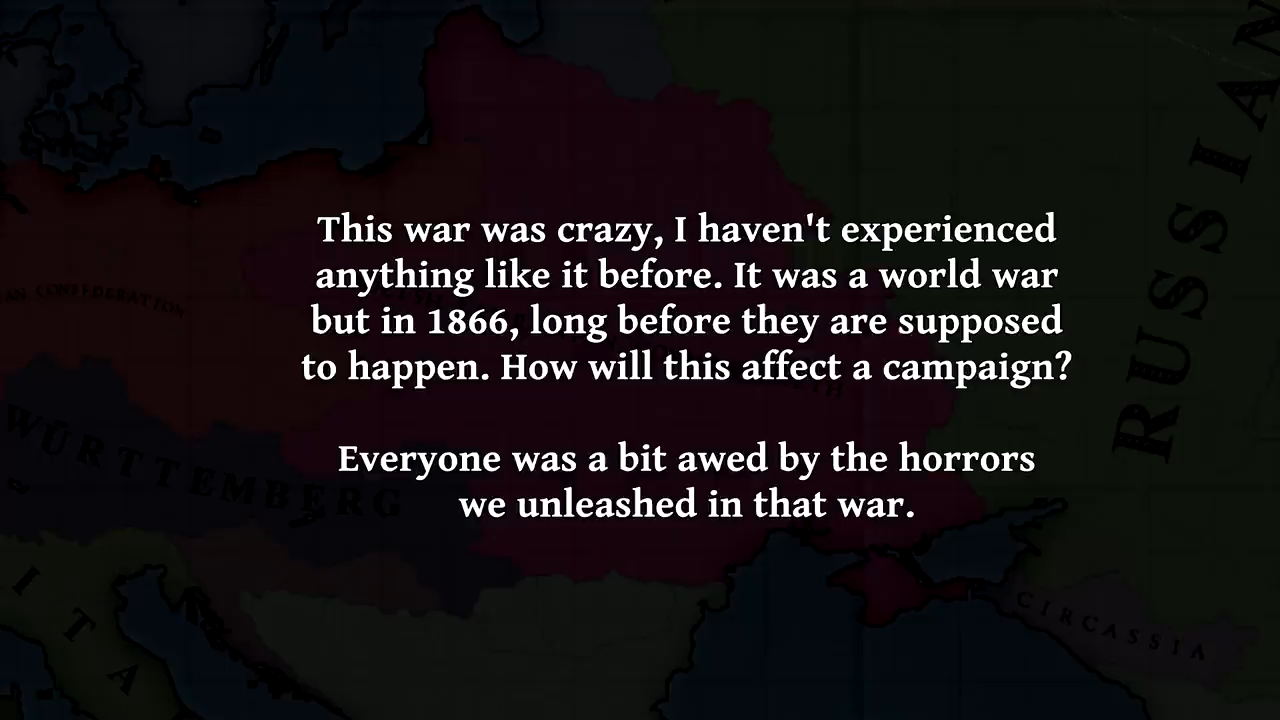 This war was crazy, I haven't experienced
anything like it before. It was a world war
but in 1866, long before they are supposed
to happen. How will this affect a campaign?
Everyone was a bit awed by the horrors
we unleashed in that war.
RUSSIAN
AN CONFEDERATION
WÜRTTEMBERG
ITA
CIRCASSIA